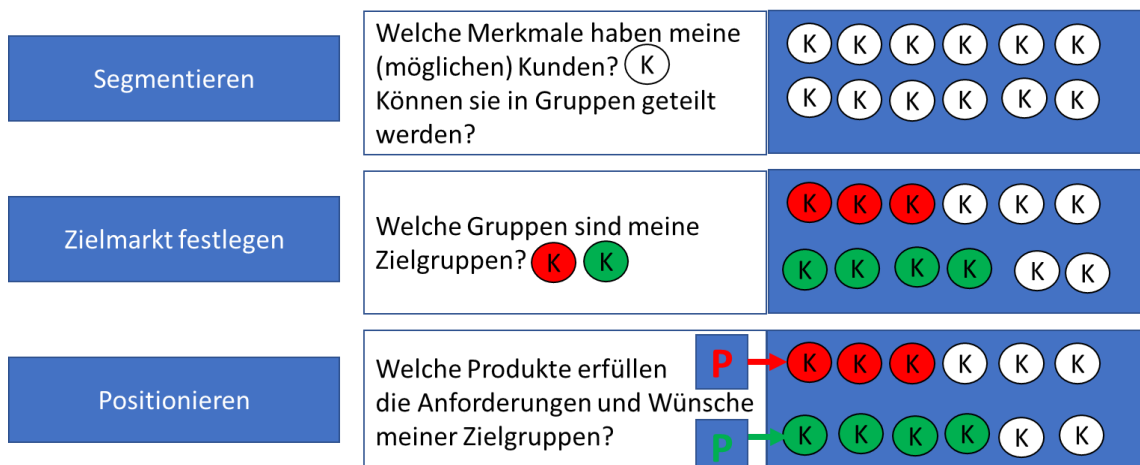 Segmentieren
Welche Merkmale haben meine
(möglichen) Kunden? K
Können sie in Gruppen geteilt
werden?
K K K K K K
K K K K K K
Zielmarkt festlegen
Welche Gruppen sind meine
Zielgruppen? K K
K K K K K K
K K K K K K
Positionieren
Welche Produkte erfüllen
die Anforderungen und Wünsche
meiner Zielgruppen?
P
K K K K K K
P
K K K K K K